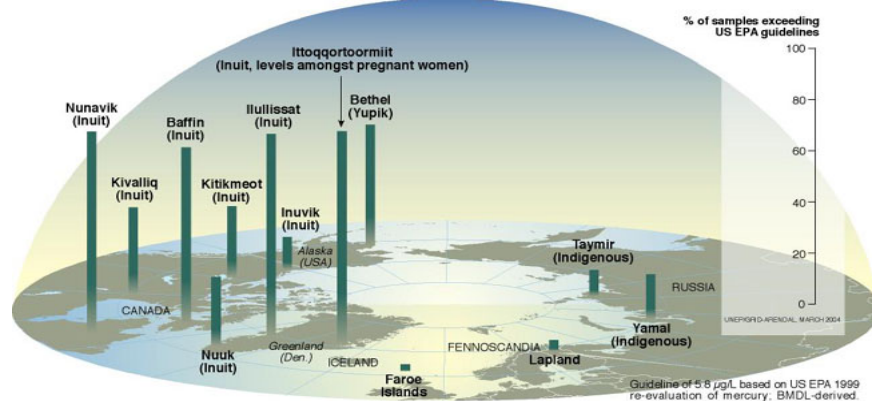 % of samples exceeding
US EPA guidelines
100
80
60
40
20
0
Ittoqqortoormiit
(Inuit, levels amongst pregnant women)
Nunavik
(Inuit)
Baffin
(Inuit)
Ilullissat
(Inuit)
Bethel
(Yupik)
Kivalliq
(Inuit)
Kitikmeot
(Inuit)
Inuvik
(Inuit)
Alaska
(USA)
Taymir
(Indigenous)
RUSSIA
CANADA
UNEP/GRID-ARENDAL, MARCH 2004
Yamal
(Indigenous)
Nuuk
(Inuit)
Greenland
(Den.)
ICELAND
FENNOSCANDIA
Lapland
Faroe
Islands
Guideline of 5.8 µg/L based on US EPA 1999
re-evaluation of mercury; BMDL-derived.